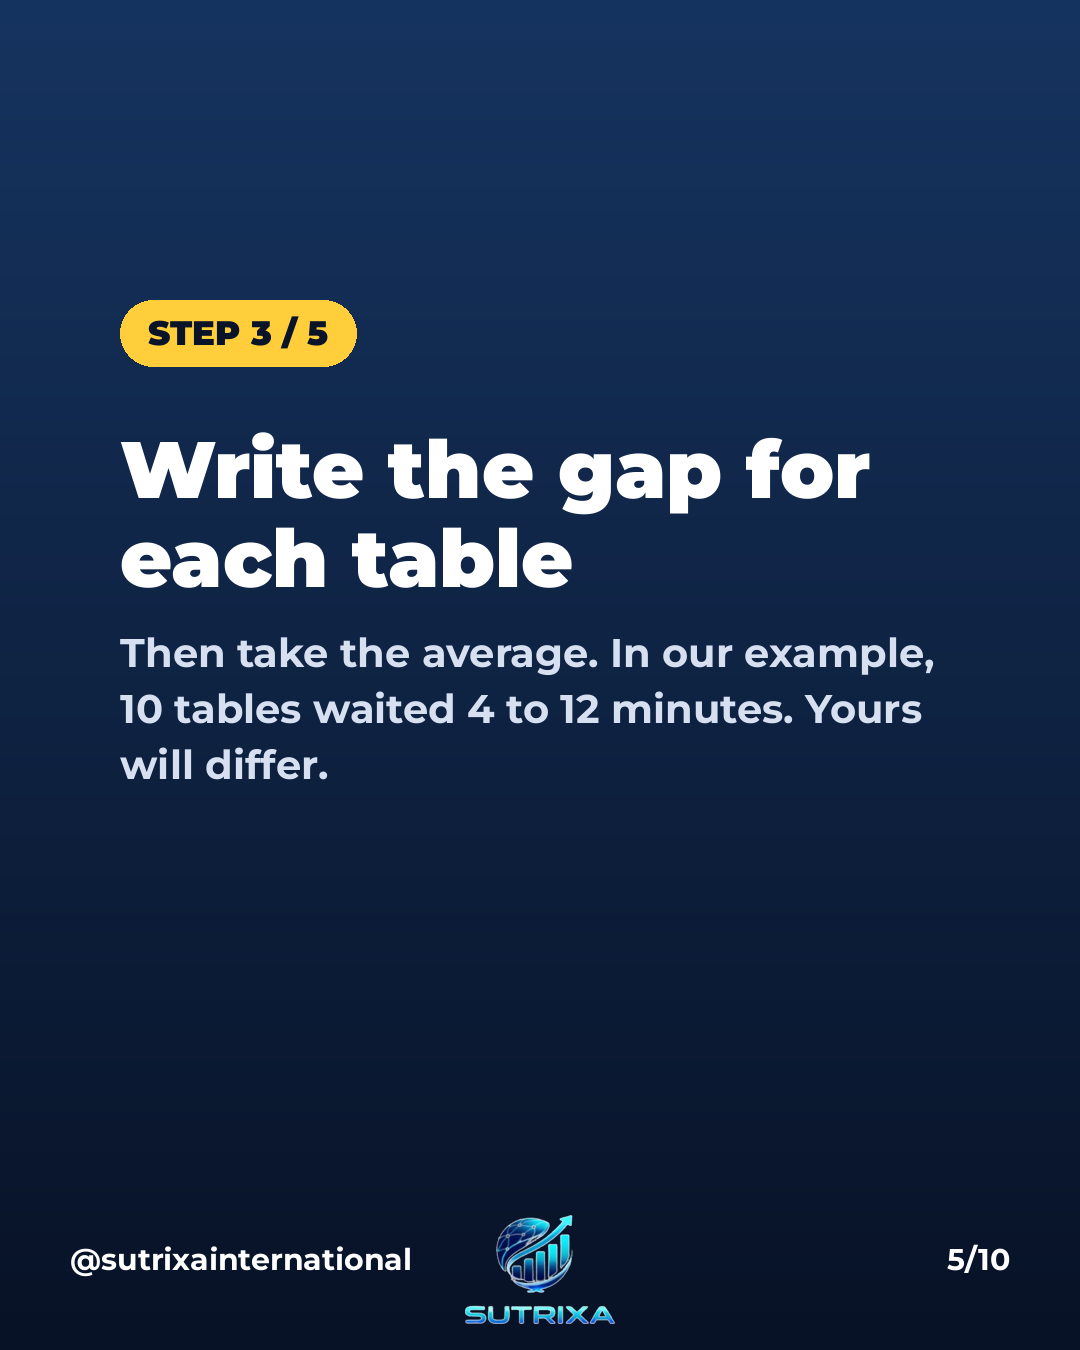 STEP 3 / 5
Write the gap for
each table
Then take the average. In our example,
10 tables waited 4 to 12 minutes. Yours
will differ.
@sutrixainternational
SUTRIXA
5/10